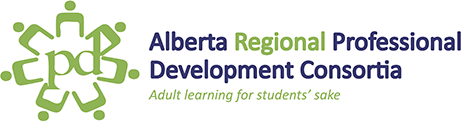 pd
Alberta Regional Professional
Development Consortia
Adult learning for students' sake